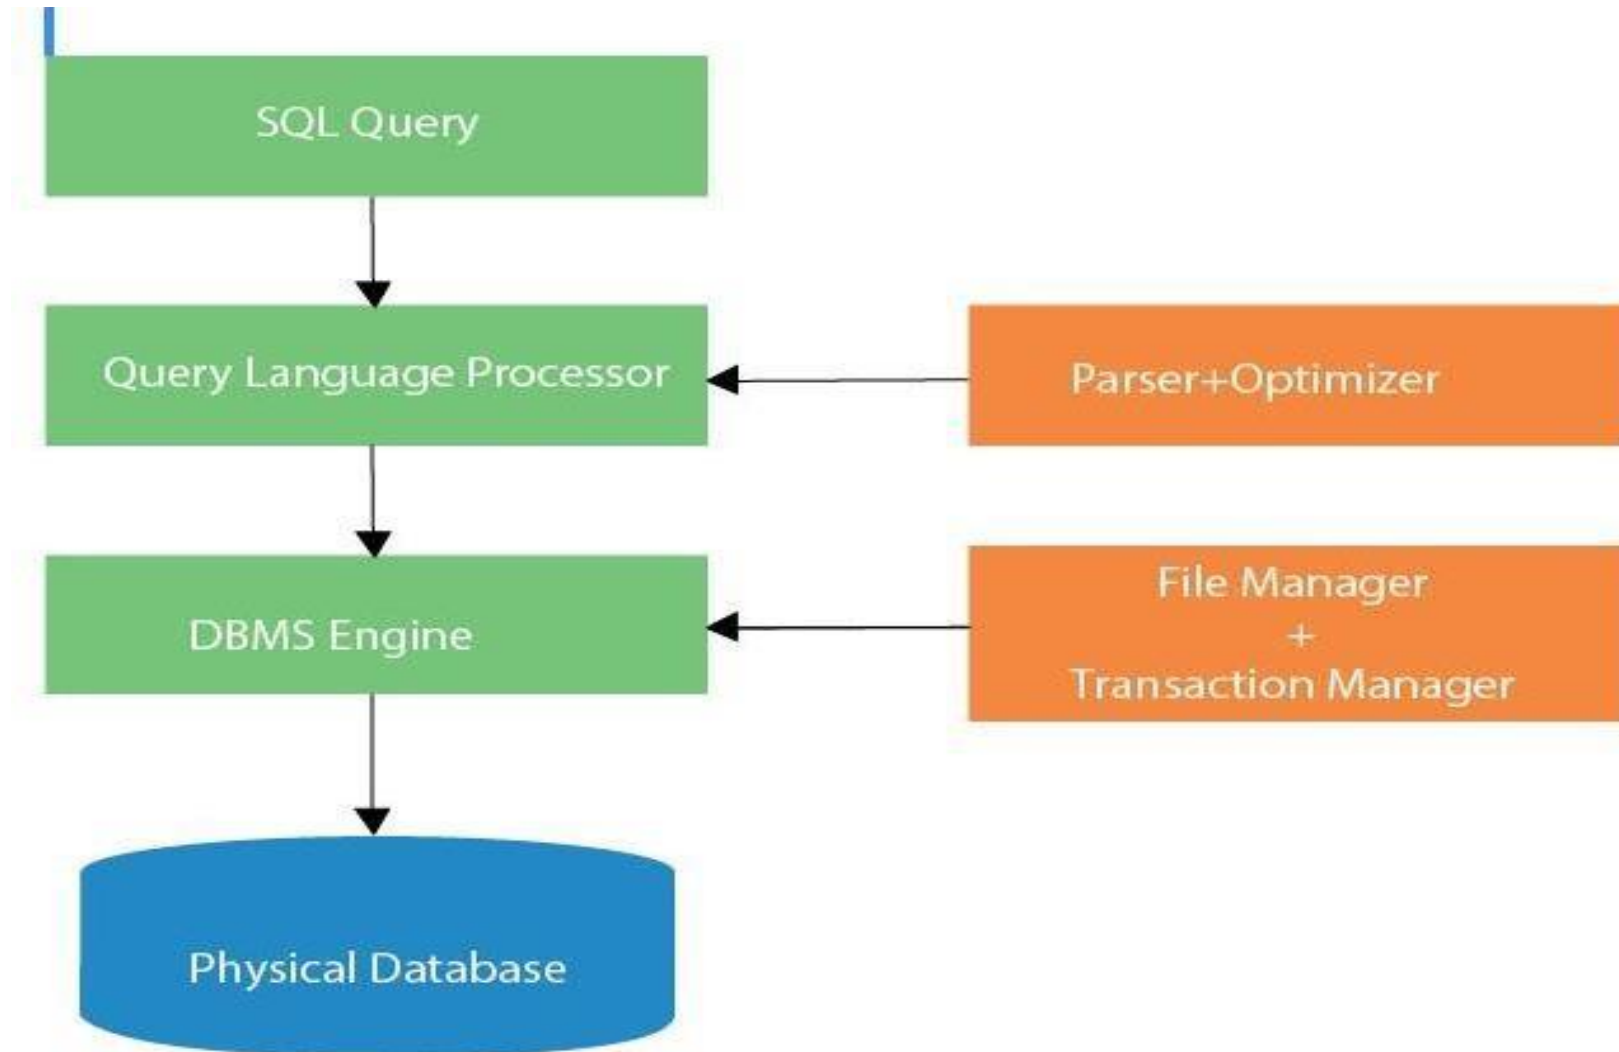 SQL Query
Query Language Processor
Parser+Optimizer
DBMS Engine
File Manager
+
Transaction Manager
Physical Database